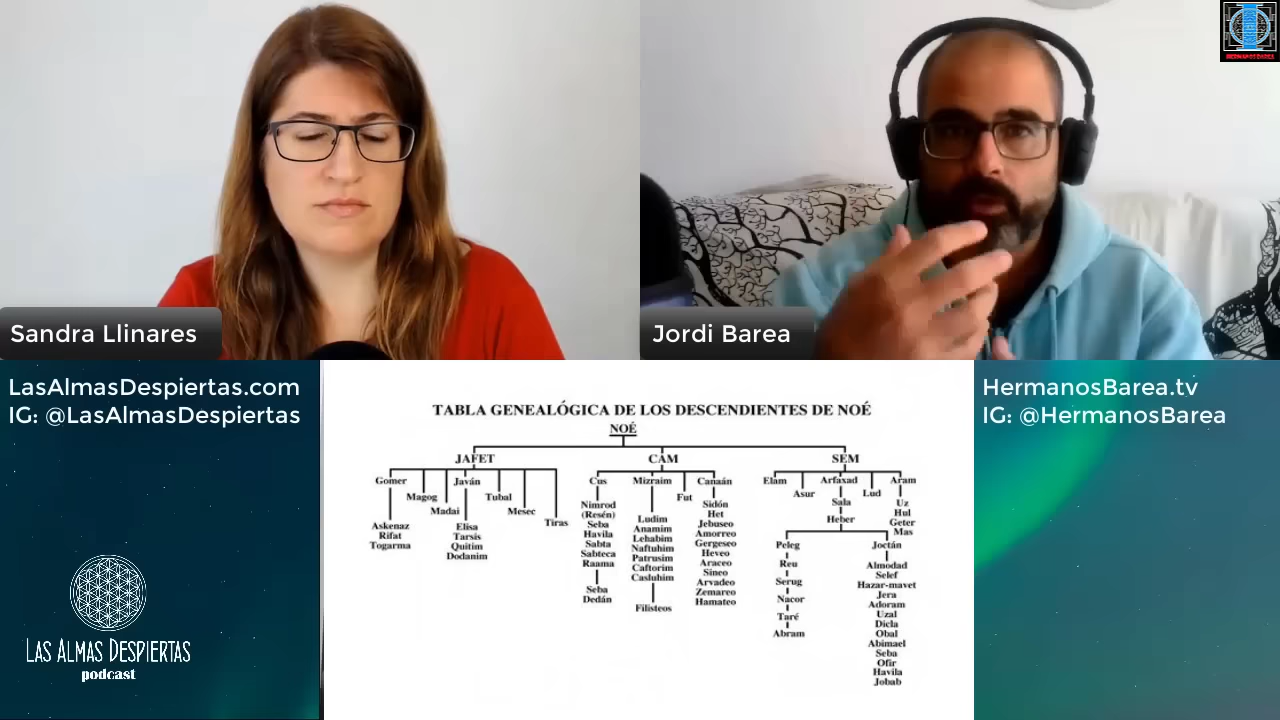 Sandra Llinares
Jordi Barea
LasAlmasDespiertas.com
IG: @LasAlmasDespiertas
HermanosBarea.tv
IG: @HermanosBarea
TABLA GENEALÓGICA DE LOS DESCENDIENTES DE NOÉ
NOÉ
JAFET CAM SEM
Gomer Magog Madai Javán Tubal Mesec Tiras
Askenaz
Rifat
Togarma
Elisa
Tarsis
Quitim
Dodanim
Cus Mizraim Fut Canaán
Nimrod
(Resén)
Seba
Havila
Sabta
Sabteca
Raama
Seba
Dedán
Ludim
Anamim
Lehabim
Naftuhim
Patrusim
Caftorim
Casluhim
Filisteos
Sidón
Het
Jebuseo
Amorreo
Gergeseo
Heveo
Araceo
Sineo
Arvadeo
Zemareo
Hamateo
Elam Asur Arfaxad Lud Aram
Sala
Heber
Uz
Hul
Geter
Mas
Peleg
Reu
Serug
Nacor
Taré
Abram
Joctán
Almodad
Selef
Hazar-mavet
Jera
Adoram
Uzal
Dicla
Obal
Abimael
Seba
Ofir
Havila
Jobab
LAS ALMAS DESPIERTAS
podcast